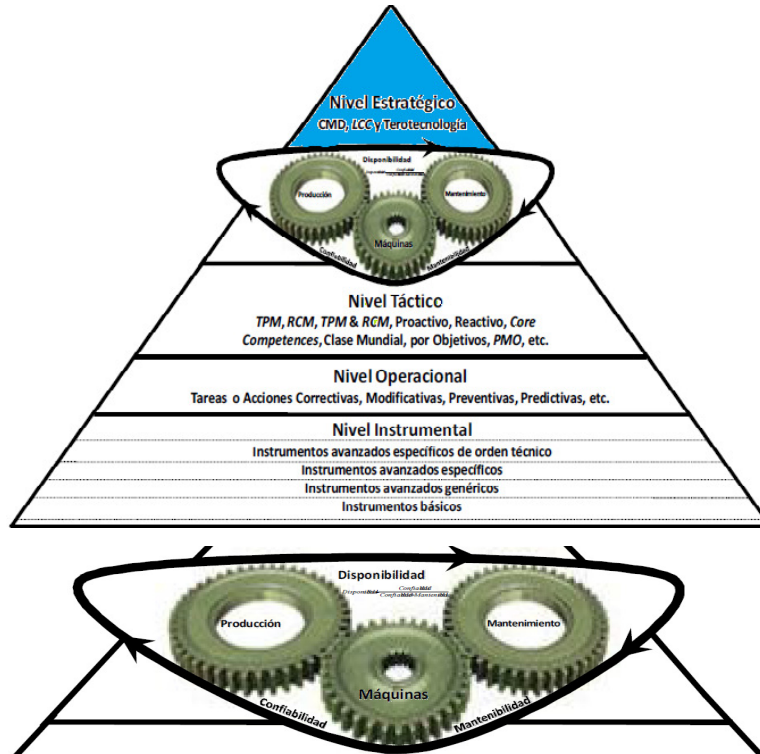 Nivel Estratégico
CMD, LCC y Terotecnología
Disponibilidad
Producción
Mantenimiento
Máquinas
Confiabilidad
Mantenibilidad
Nivel Táctico
TPM, RCM, TPM & RCM, Proactivo, Reactivo, Core
Competences, Clase Mundial, por Objetivos, PMO, etc.
Nivel Operacional
Tareas o Acciones Correctivas, Modificativas, Preventivas, Predictivas, etc.
Nivel Instrumental
Instrumentos avanzados específicos de orden técnico
Instrumentos avanzados específicos
Instrumentos avanzados genéricos
Instrumentos básicos
Disponibilidad
Producción
Mantenimiento
Máquinas
Confiabilidad
Mantenibilidad